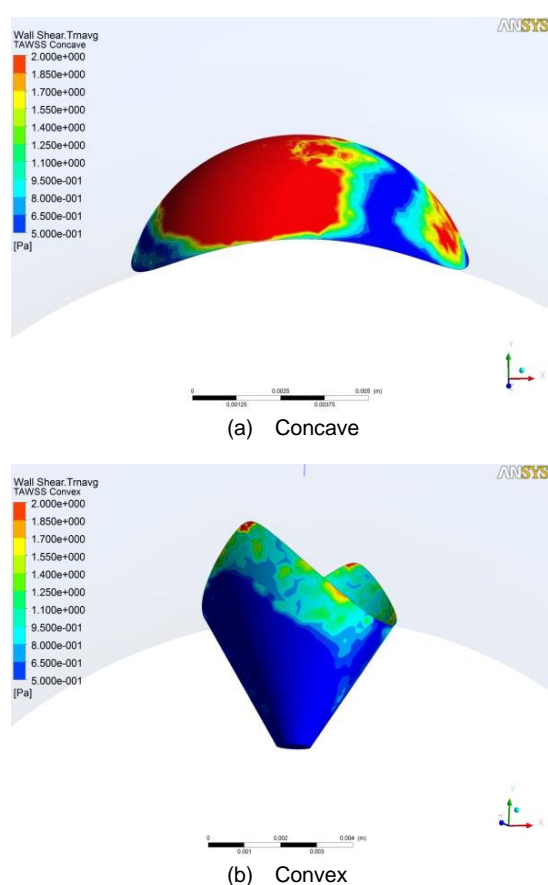 ANSYS
Wall Shear.Trnavg
TAWSS Concave
2.000e+000
1.850e+000
1.700e+000
1.550e+000
1.400e+000
1.250e+000
1.100e+000
9.500e-001
8.000e-001
6.500e-001
5.000e-001
[Pa]
Y
X
Z
0 0.0025 0.005 (m)
0.00125 0.00375
(a) Concave
ANSYS
Wall Shear.Trnavg
TAWSS Convex
2.000e+000
1.850e+000
1.700e+000
1.550e+000
1.400e+000
1.250e+000
1.100e+000
9.500e-001
8.000e-001
6.500e-001
5.000e-001
[Pa]
Y
Z X
0 0.002 0.004 (m)
0.001 0.003
(b) Convex